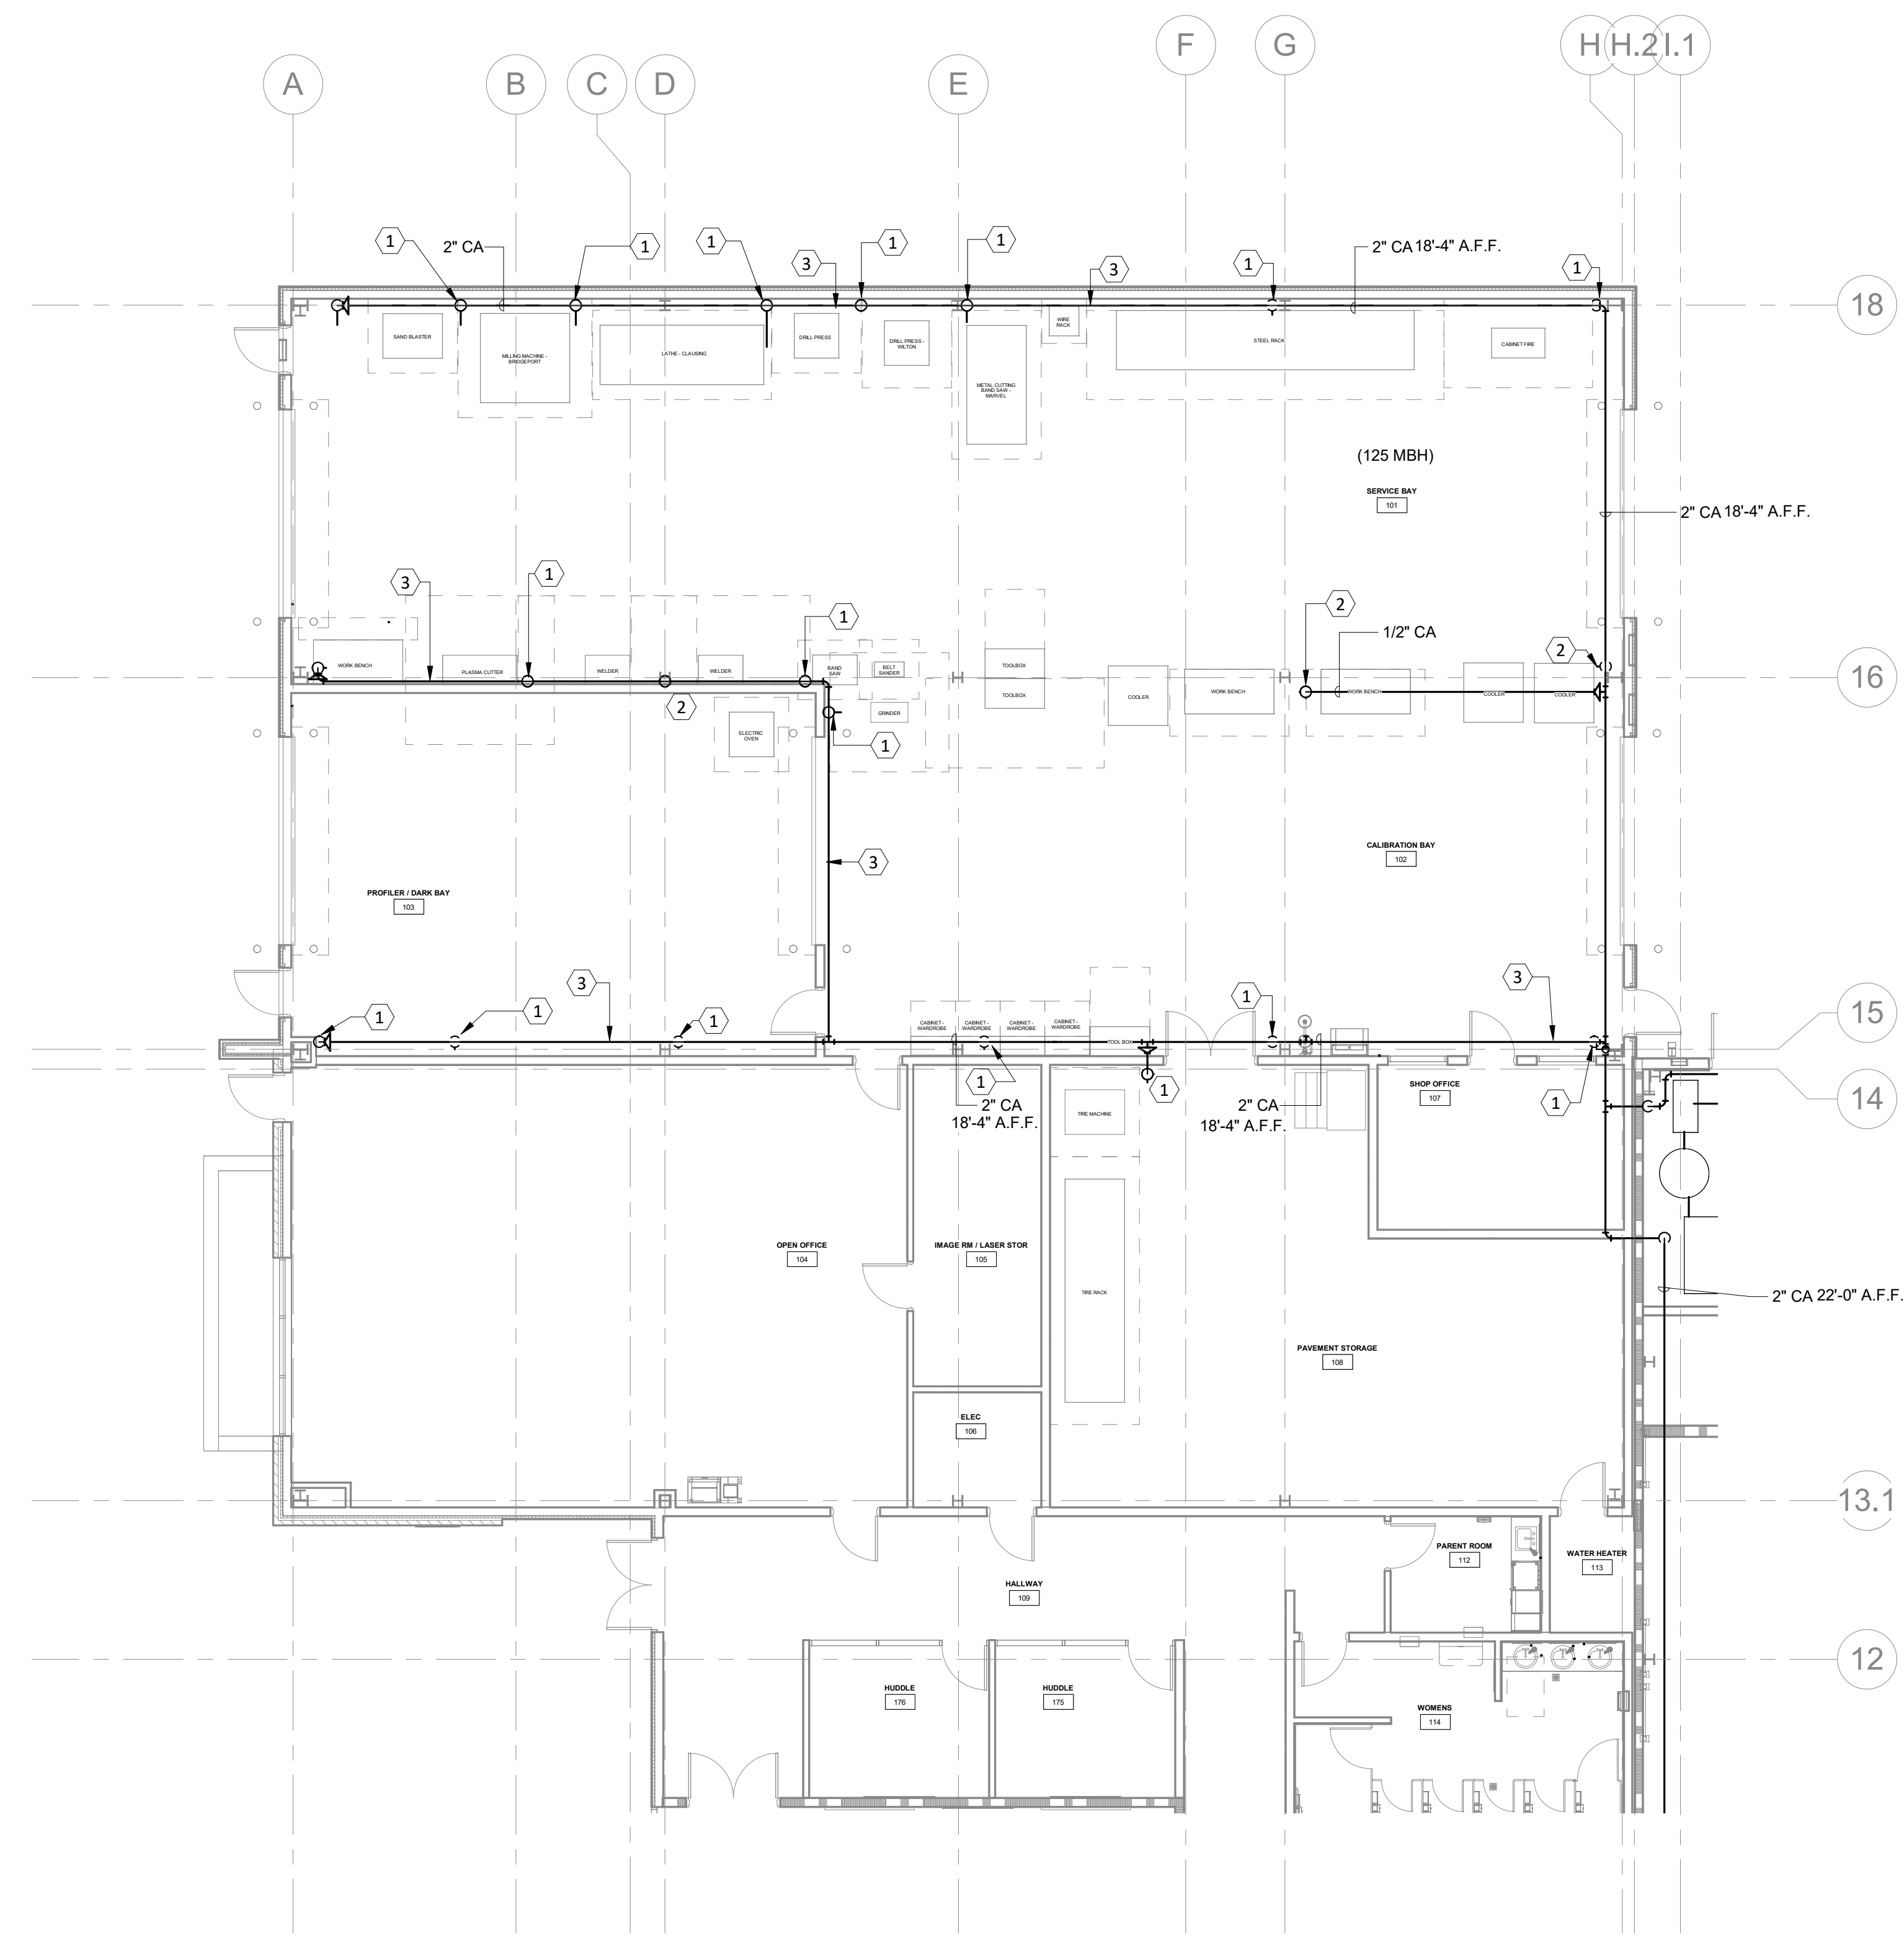 A
B
C
D
E
F
G
H
H.2
I.1
1
2" CA
1
1
3
1
1
3
1
2" CA 18'-4" A.F.F.
1
18
SAND BLASTER
MILLING MACHINE -
BRIDGEPORT
LATHE - CLAUSING
DRILL PRESS
DRILL PRESS -
WILTON
WIRE
RACK
METAL CUTTING
BAND SAW -
MARVEL
STEEL RACK
CABINET FIRE
(125 MBH)
SERVICE BAY
101
2" CA 18'-4" A.F.F.
3
1
1
2
1/2" CA
2
WORK BENCH
PLASMA CUTTER
WELDER
WELDER
BAND
SAW
BELT
SANDER
TOOLBOX
TOOLBOX
COOLER
WORK BENCH
WORK BENCH
COOLER
COOLER
16
2
ELECTRIC
OVEN
GRINDER
1
3
CALIBRATION BAY
102
PROFILER / DARK BAY
103
3
1
1
1
1
3
15
CABINET -
WARDROBE
CABINET -
WARDROBE
CABINET -
WARDROBE
CABINET -
WARDROBE
TOOL BOX
1
1
1
2" CA
18'-4" A.F.F.
TIRE MACHINE
2" CA
18'-4" A.F.F.
SHOP OFFICE
107
14
OPEN OFFICE
104
IMAGE RM / LASER STOR
105
TIRE RACK
2" CA 22'-0" A.F.F.
PAVEMENT STORAGE
108
ELEC
106
13.1
PARENT ROOM
112
WATER HEATER
113
HALLWAY
109
12
HUDDLE
176
HUDDLE
175
WOMENS
114